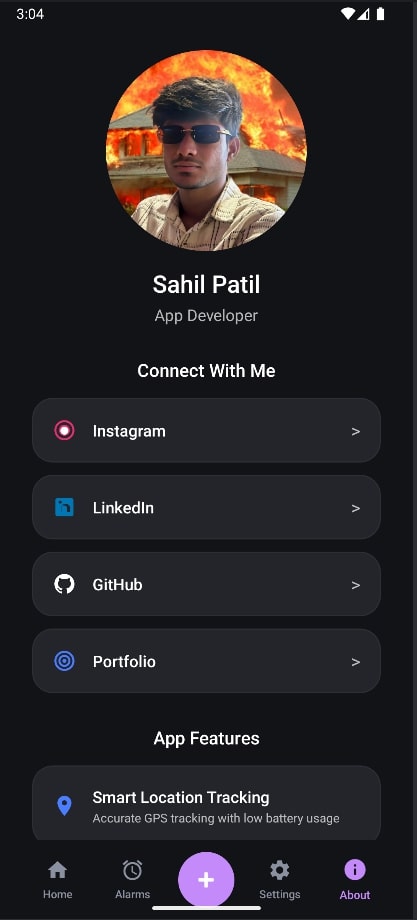 3:04
Sahil Patil
App Developer
Connect With Me
Instagram >
LinkedIn >
GitHub >
Portfolio >
App Features
Smart Location Tracking
Accurate GPS tracking with low battery usage
Home Alarms + Settings About